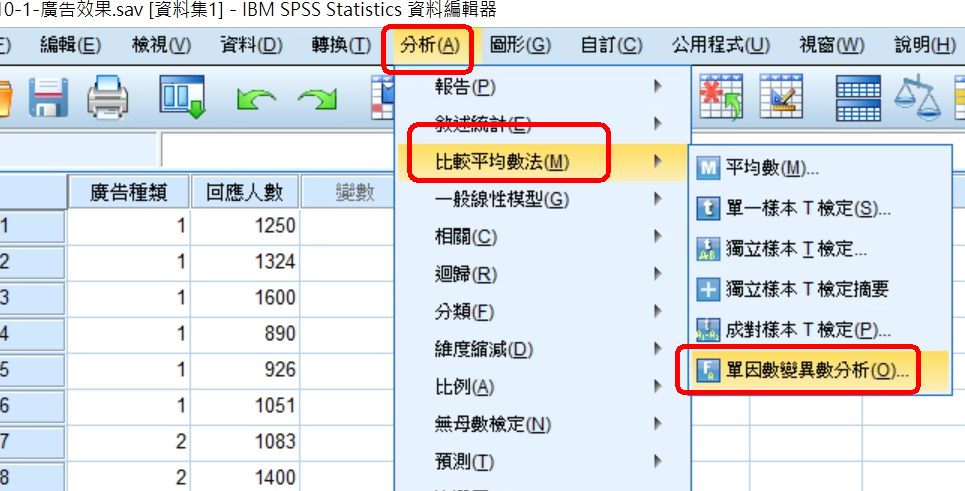 10-1-廣告效果.sav [資料集1] - IBM SPSS Statistics 資料編輯器
編輯(E) 檢視(V) 資料(D) 轉換(T) 分析(A) 圖形(G) 自訂(C) 公用程式(U) 視窗(W) 說明(H)
報告(P)
敘述統計(E)
比較平均數法(M)
一般線性模型(G)
相關(C)
迴歸(R)
分類(F)
維度縮減(D)
比例(A)
無母數檢定(N)
預測(T)
M 平均數(M)...
t 單一樣本 T 檢定(S)...
獨立樣本 T 檢定...
獨立樣本 T 檢定摘要
成對樣本 T 檢定(P)...
單因數變異數分析(O)...
廣告種類 回應人數 變數
1 1 1250
2 1 1324
3 1 1600
4 1 890
5 1 926
6 1 1051
7 2 1083
8 2 1400